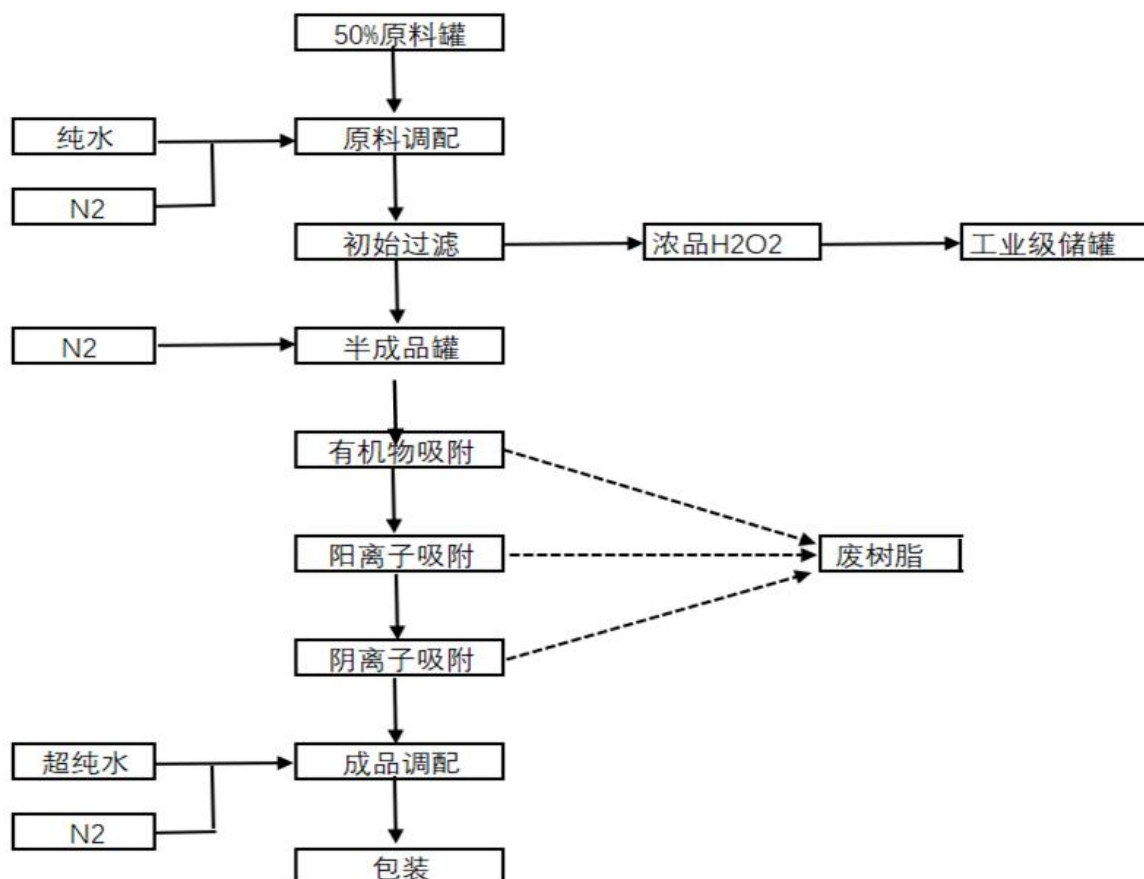 50%原料罐
纯水
原料调配
N2
初始过滤
浓品H2O2
工业级储罐
N2
半成品罐
有机物吸附
阳离子吸附
废树脂
阴离子吸附
超纯水
成品调配
N2
包装